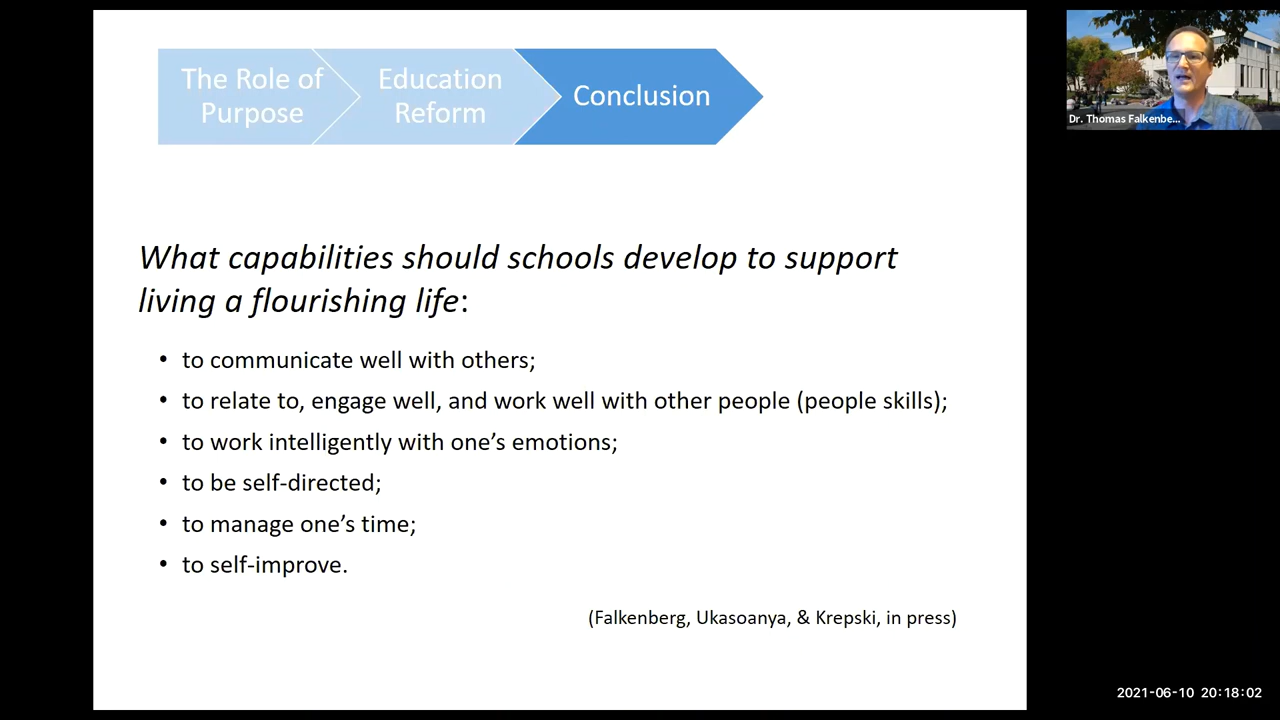 The Role of
Purpose
Education
Reform
Conclusion
What capabilities should schools develop to support
living a flourishing life:
• to communicate well with others;
• to relate to, engage well, and work well with other people (people skills);
• to work intelligently with one’s emotions;
• to be self-directed;
• to manage one’s time;
• to self-improve.
(Falkenberg, Ukasoanya, & Krepski, in press)
Dr. Thomas Falkenbe...
2021-06-10 20:18:02